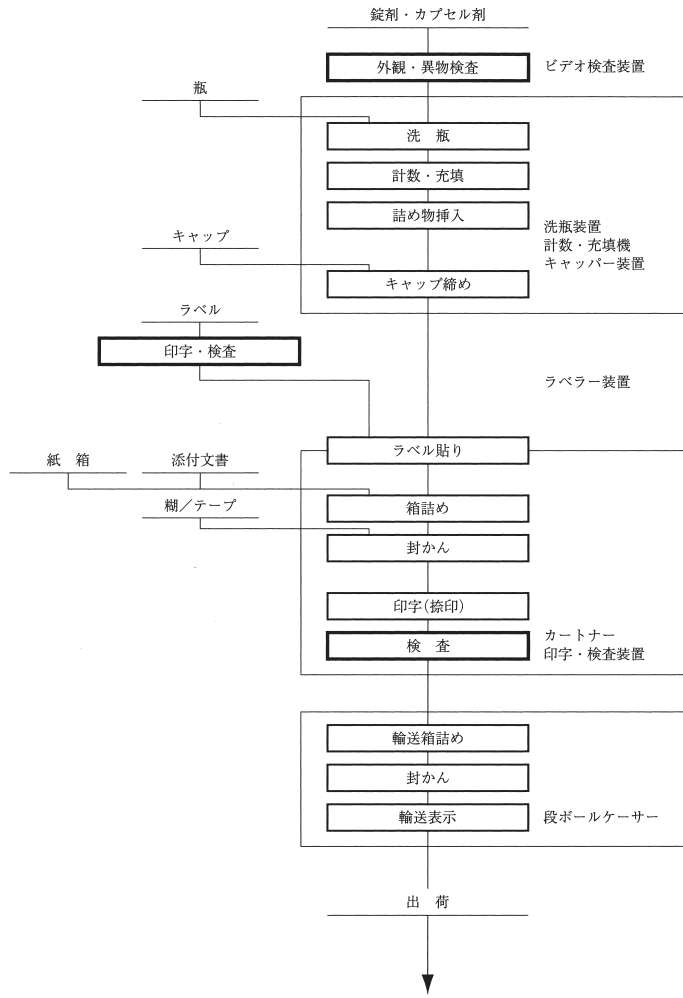 錠剤・カプセル剤
外観・異物検査
ビデオ検査装置
瓶
洗　瓶
計数・充填
詰め物挿入
洗瓶装置
計数・充填機
キャッパー装置
キャップ
キャップ締め
ラベル
印字・検査
ラベラー装置
ラベル貼り
紙　箱
添付文書
箱詰め
糊／テープ
封かん
印字(捺印)
検　査
カートナー
印字・検査装置
輸送箱詰め
封かん
輸送表示
段ボールケーサー
出　荷